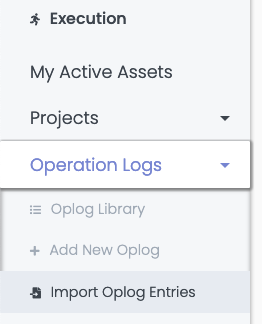 Execution
My Active Assets
Projects
Operation Logs
Oplog Library
Add New Oplog
Import Oplog Entries